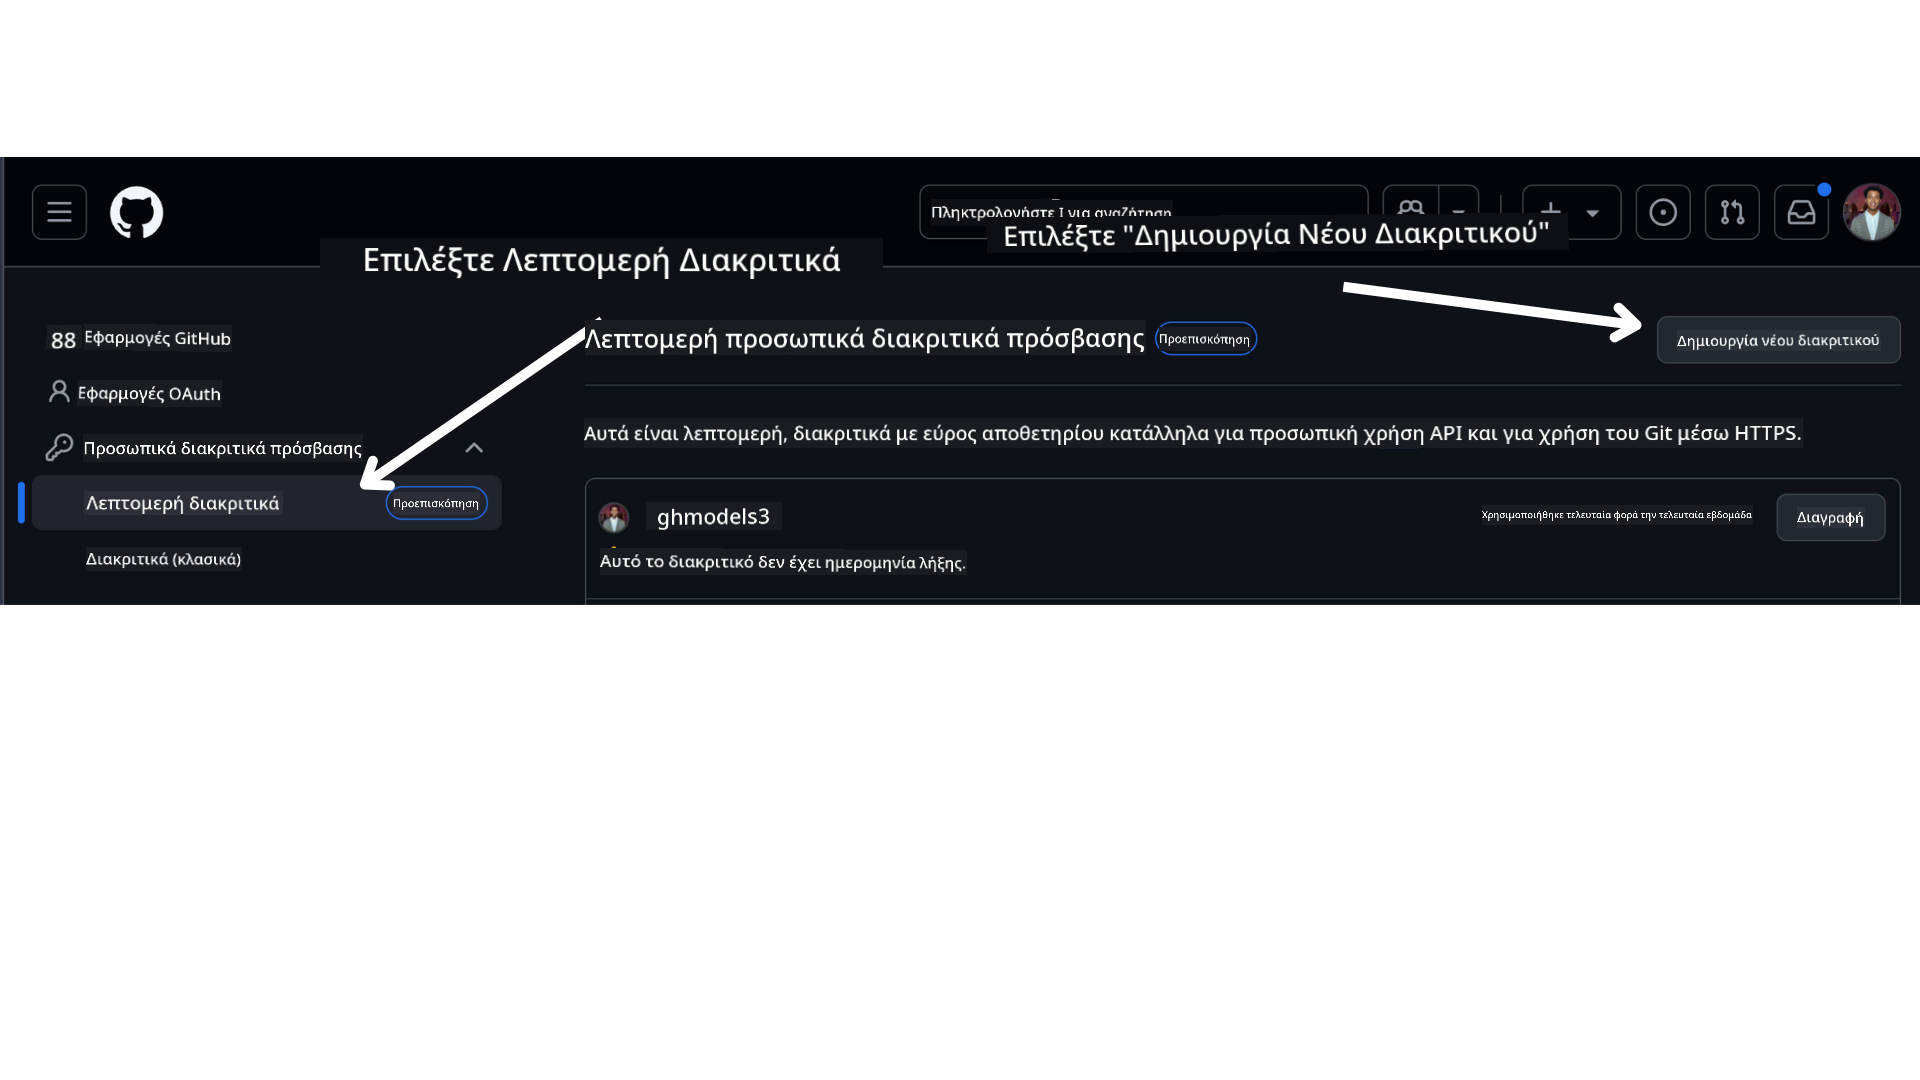 Πληκτρολογήστε Ι για αναζήτηση
Επιλέξτε "Δημιουργία Νέου Διακριτικού"
Επιλέξτε Λεπτομερή Διακριτικά
88 Εφαρμογές GitHub
Λεπτομερή προσωπικά διακριτικά πρόσβασης Προεπισκόπηση
Δημιουργία νέου διακριτικού
Εφαρμογές OAuth
Προσωπικά διακριτικά πρόσβασης
Αυτά είναι λεπτομερή, διακριτικά με εύρος αποθετηρίου κατάλληλα για προσωπική χρήση API και για χρήση του Git μέσω HTTPS.
Λεπτομερή διακριτικά Προεπισκόπηση
ghmodels3
Χρησιμοποιήθηκε τελευταία φορά την τελευταία εβδομάδα
Διαγραφή
Διακριτικά (κλασικά)
Αυτό το διακριτικό δεν έχει ημερομηνία λήξης.